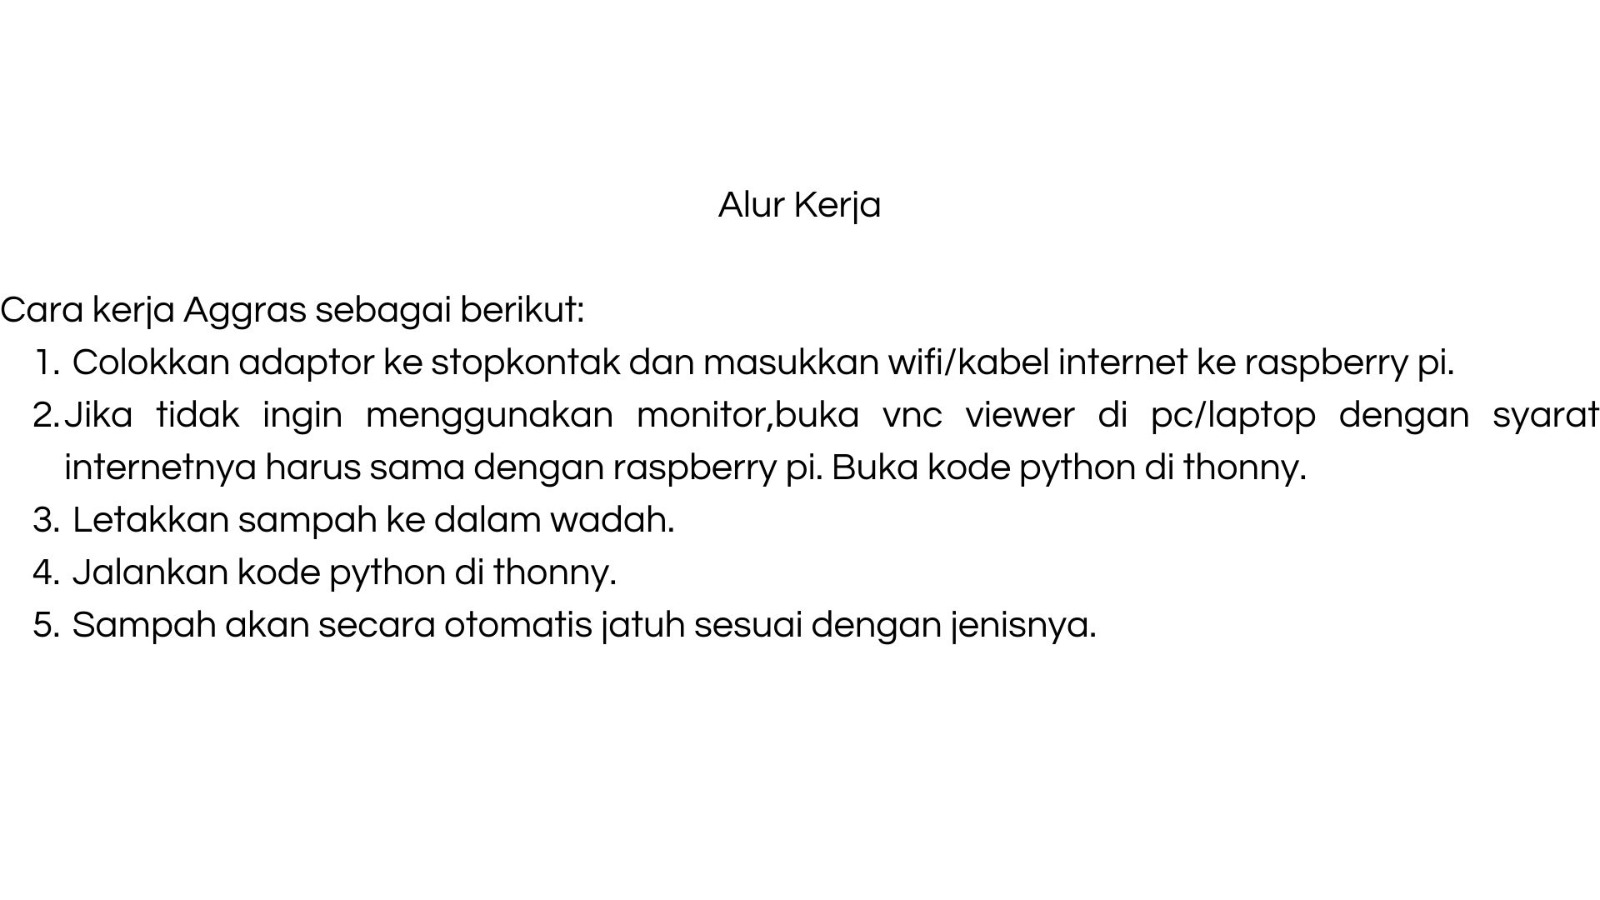 Alur Kerja
Cara kerja Aggras sebagai berikut:
1. Colokkan adaptor ke stopkontak dan masukkan wifi/kabel internet ke raspberry pi.
2. Jika tidak ingin menggunakan monitor,buka vnc viewer di pc/laptop dengan syarat
internetnya harus sama dengan raspberry pi. Buka kode python di thonny.
3. Letakkan sampah ke dalam wadah.
4. Jalankan kode python di thonny.
5. Sampah akan secara otomatis jatuh sesuai dengan jenisnya.